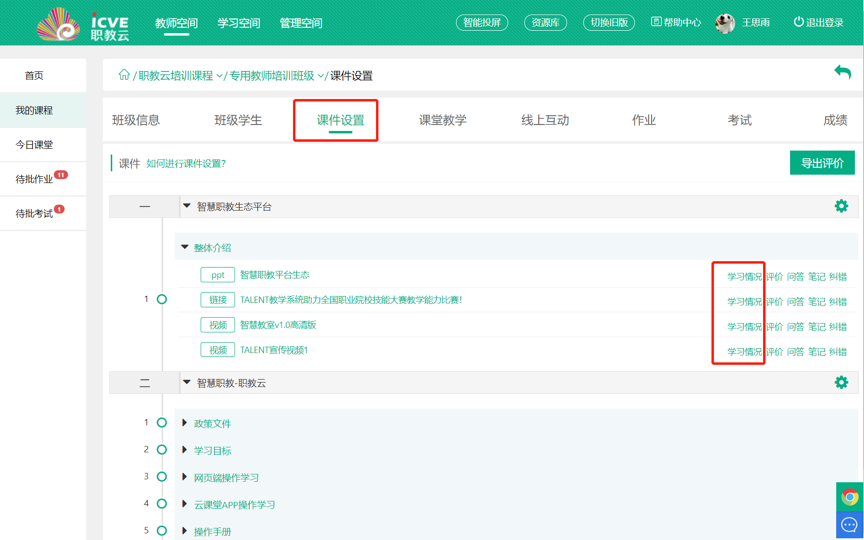 iCVE 职教云 教师空间 学习空间 管理空间 智能投屏 资源库 切换旧版 帮助中心 王思雨 退出登录
首页
我的课程
今日课堂
待批作业 11
待批考试 1
/ 职教云培训课程 / 专用教师培训班级 / 课件设置
班级信息 班级学生 课件设置 课堂教学 线上互动 作业 考试 成绩
课件 如何进行课件设置? 导出评价
一 智慧职教生态平台
整体介绍
1
ppt 智慧职教平台生态 学习情况 评价 问答 笔记 纠错
链接 TALENT教学系统助力全国职业院校技能大赛教学能力比赛! 学习情况 评价 问答 笔记 纠错
视频 智慧教室v1.0高清版 学习情况 评价 问答 笔记 纠错
视频 TALENT宣传视频1 学习情况 评价 问答 笔记 纠错
二 智慧职教-职教云
1 政策文件
2 学习目标
3 网页端操作学习
4 云课堂APP操作学习
5 操作手册